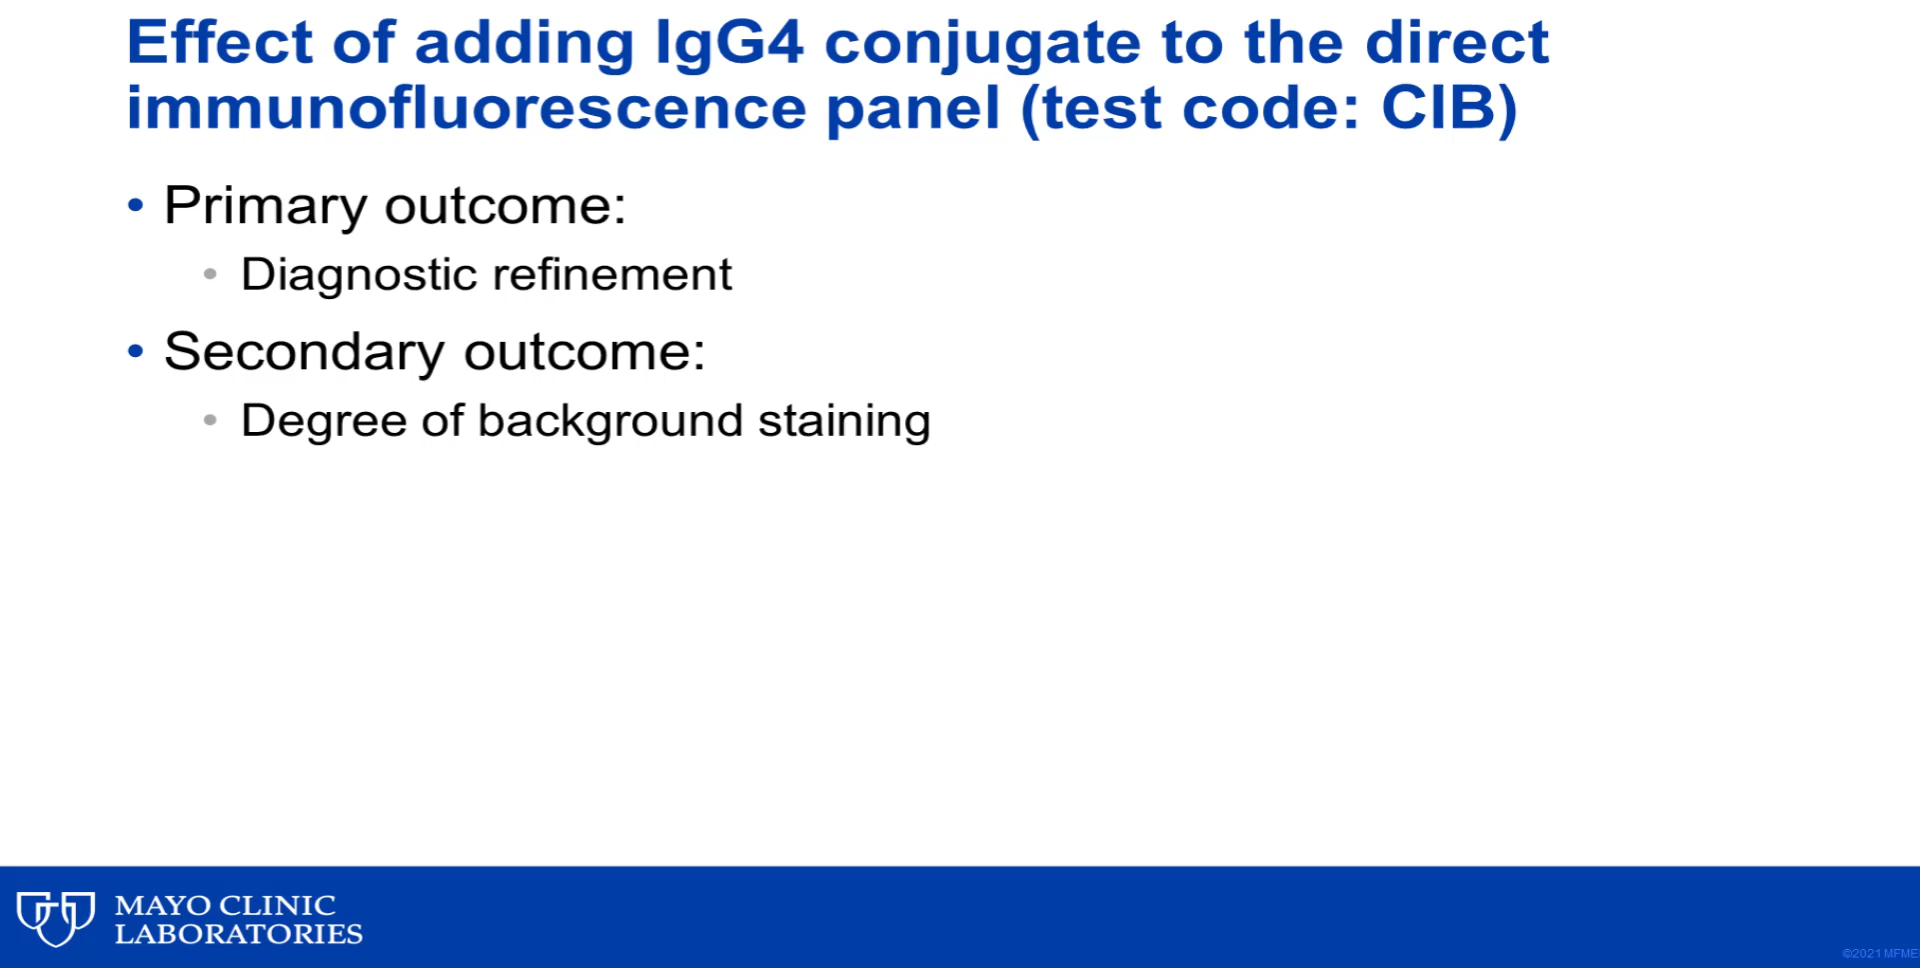 Effect of adding IgG4 conjugate to the direct
immunofluorescence panel (test code: CIB)
• Primary outcome:
• Diagnostic refinement
• Secondary outcome:
• Degree of background staining
MAYO CLINIC
LABORATORIES
©2021 MFME